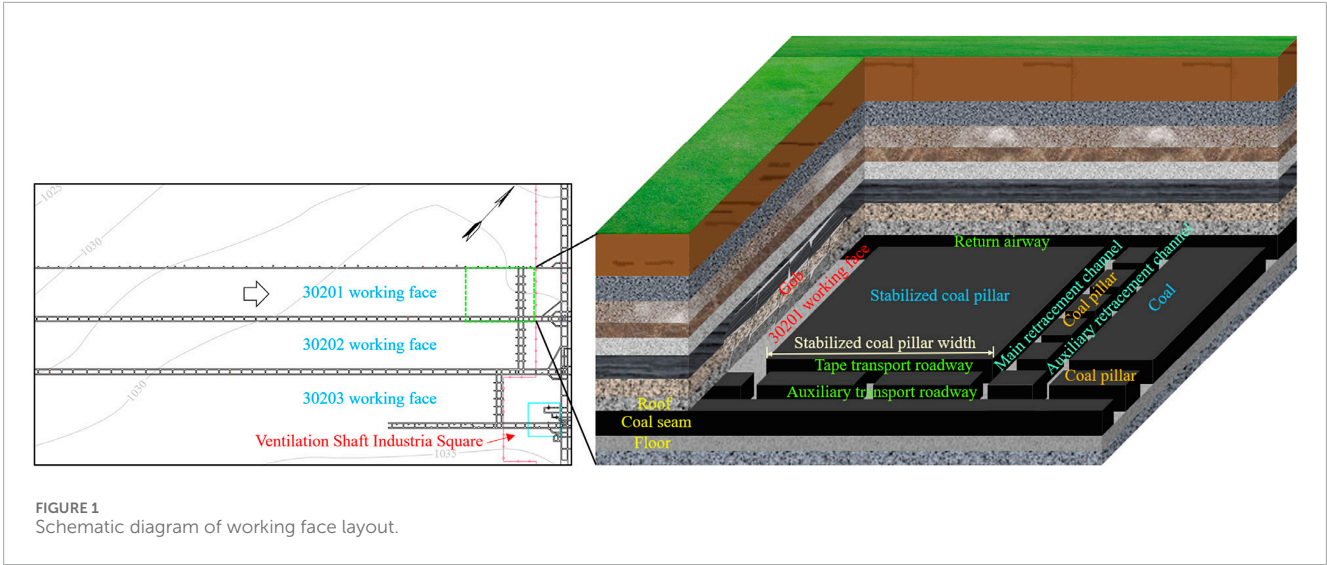 1025
1030
30201 working face
30202 working face
1030
30203 working face
Ventilation Shaft Industria Square
1035
Return airway
Gob
30201 working face
Stabilized coal pillar
Main retracement channel
Coal pillar
Auxiliary retracement channel
Coal
Stabilized coal pillar width
Tape transport roadway
Coal pillar
Auxiliary transport roadway
Roof
Coal seam
Floor
FIGURE 1
Schematic diagram of working face layout.